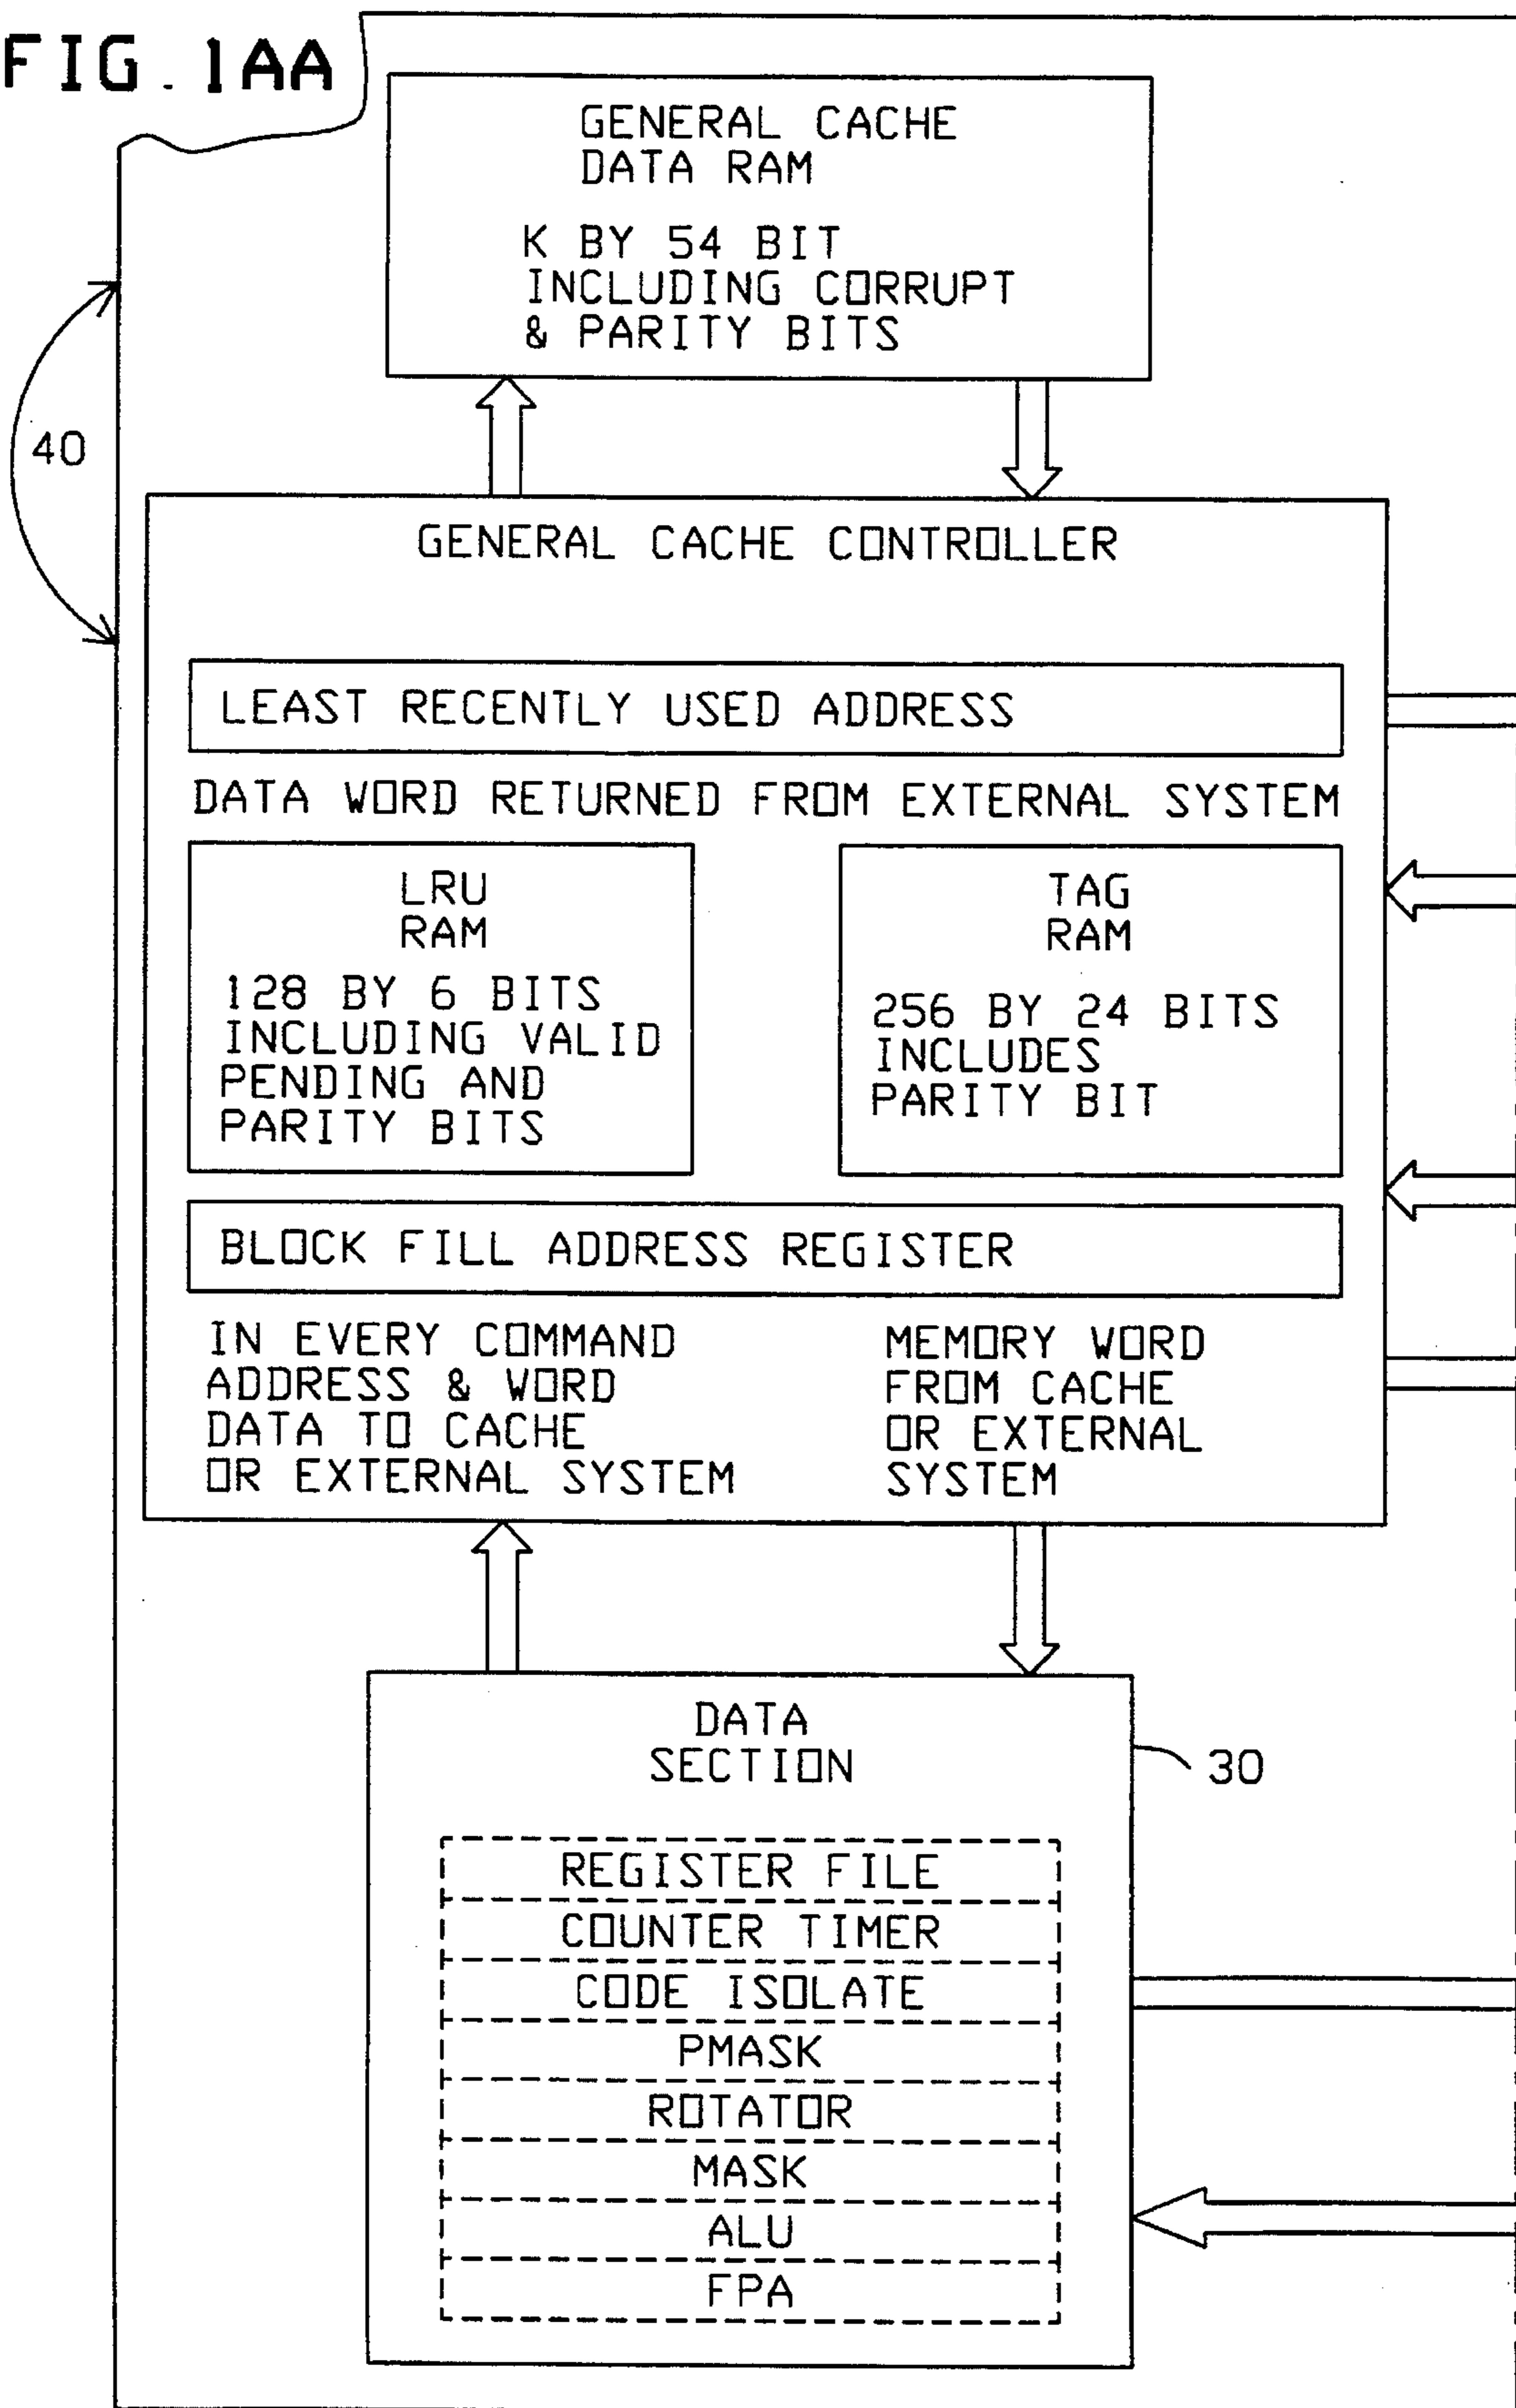 FIG. 1AA
GENERAL CACHE
DATA RAM
K BY 54 BIT
INCLUDING CORRUPT
& PARITY BITS
40
GENERAL CACHE CONTROLLER
LEAST RECENTLY USED ADDRESS
DATA WORD RETURNED FROM EXTERNAL SYSTEM
LRU
RAM
128 BY 6 BITS
INCLUDING VALID
PENDING AND
PARITY BITS
TAG
RAM
256 BY 24 BITS
INCLUDES
PARITY BIT
BLOCK FILL ADDRESS REGISTER
IN EVERY COMMAND
ADDRESS & WORD
DATA TO CACHE
OR EXTERNAL SYSTEM
MEMORY WORD
FROM CACHE
OR EXTERNAL
SYSTEM
DATA
SECTION
30
REGISTER FILE
COUNTER TIMER
CODE ISOLATE
PMASK
ROTATOR
MASK
ALU
FPA